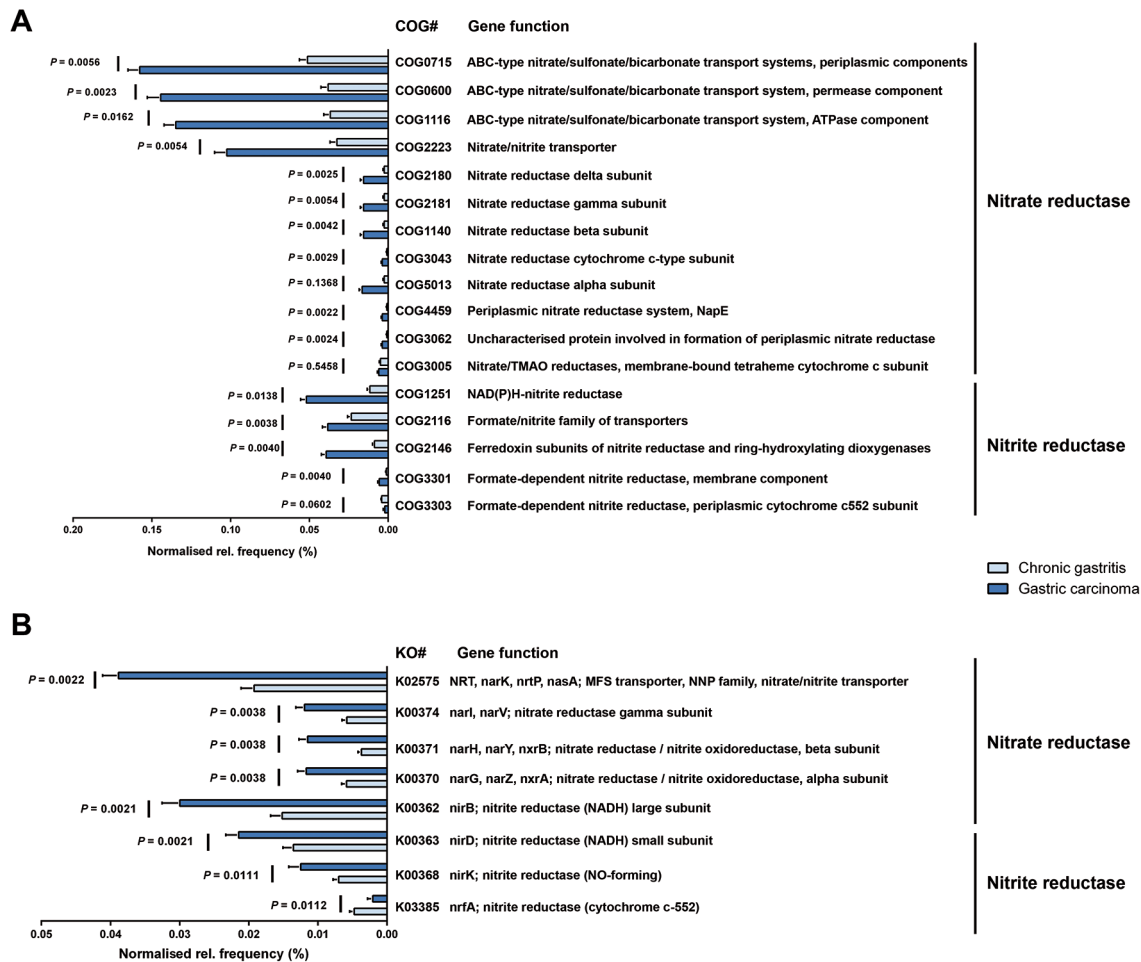 A
COG# Gene function
P = 0.0056 COG0715 ABC-type nitrate/sulfonate/bicarbonate transport systems, periplasmic components
P = 0.0023 COG0600 ABC-type nitrate/sulfonate/bicarbonate transport system, permease component
P = 0.0162 COG1116 ABC-type nitrate/sulfonate/bicarbonate transport system, ATPase component
P = 0.0054 COG2223 Nitrate/nitrite transporter
P = 0.0025 COG2180 Nitrate reductase delta subunit
P = 0.0054 COG2181 Nitrate reductase gamma subunit
P = 0.0042 COG1140 Nitrate reductase beta subunit
P = 0.0029 COG3043 Nitrate reductase cytochrome c-type subunit
P = 0.1368 COG5013 Nitrate reductase alpha subunit
P = 0.0022 COG4459 Periplasmic nitrate reductase system, NapE
P = 0.0024 COG3062 Uncharacterised protein involved in formation of periplasmic nitrate reductase
P = 0.5458 COG3005 Nitrate/TMAO reductases, membrane-bound tetraheme cytochrome c subunit
Nitrate reductase
P = 0.0138 COG1251 NAD(P)H-nitrite reductase
P = 0.0038 COG2116 Formate/nitrite family of transporters
P = 0.0040 COG2146 Ferredoxin subunits of nitrite reductase and ring-hydroxylating dioxygenases
P = 0.0040 COG3301 Formate-dependent nitrite reductase, membrane component
P = 0.0602 COG3303 Formate-dependent nitrite reductase, periplasmic cytochrome c552 subunit
Nitrite reductase
0.20 0.15 0.10 0.05 0.00
Normalised rel. frequency (%)
Chronic gastritis
Gastric carcinoma
B
KO# Gene function
P = 0.0022 K02575 NRT, narK, nrtP, nasA; MFS transporter, NNP family, nitrate/nitrite transporter
P = 0.0038 K00374 narI, narV; nitrate reductase gamma subunit
P = 0.0038 K00371 narH, narY, nxrB; nitrate reductase / nitrite oxidoreductase, beta subunit
P = 0.0038 K00370 narG, narZ, nxrA; nitrate reductase / nitrite oxidoreductase, alpha subunit
P = 0.0021 K00362 nirB; nitrite reductase (NADH) large subunit
Nitrate reductase
P = 0.0021 K00363 nirD; nitrite reductase (NADH) small subunit
P = 0.0111 K00368 nirK; nitrite reductase (NO-forming)
P = 0.0112 K03385 nrfA; nitrite reductase (cytochrome c-552)
Nitrite reductase
0.05 0.04 0.03 0.02 0.01 0.00
Normalised rel. frequency (%)